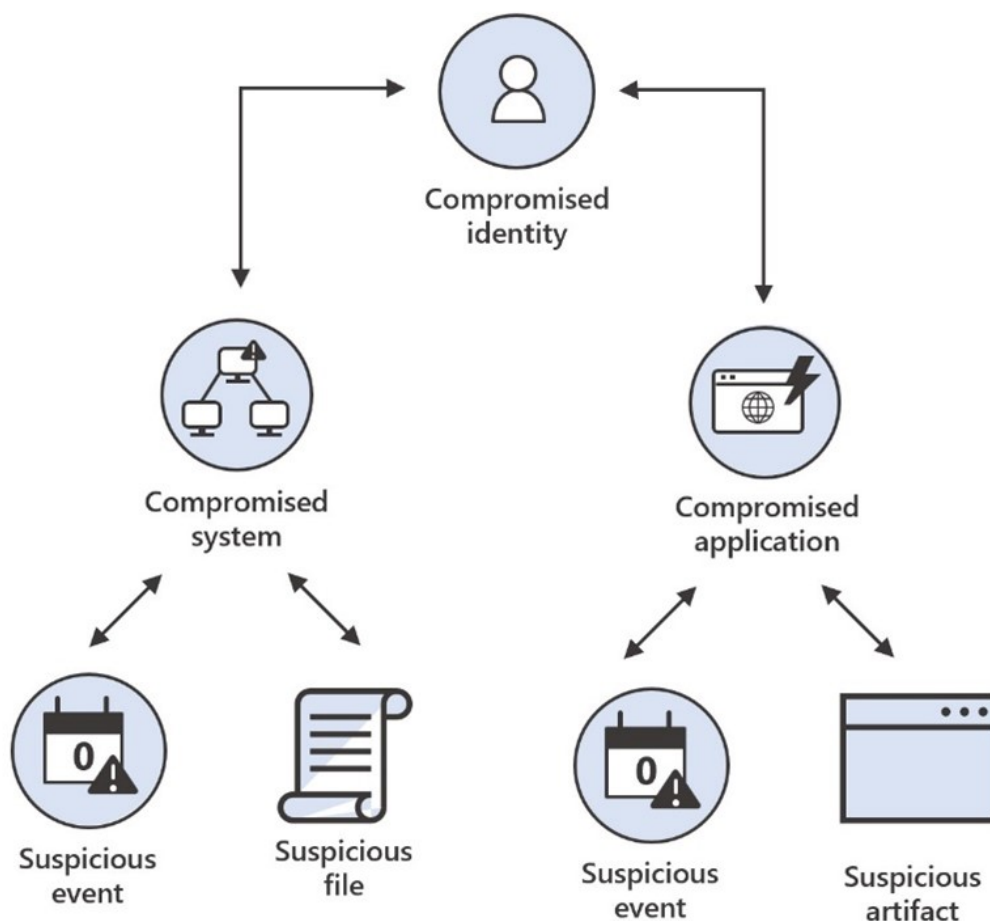 Compromised
identity
Compromised
system
Compromised
application
0
Suspicious
event
Suspicious
file
0
Suspicious
event
Suspicious
artifact